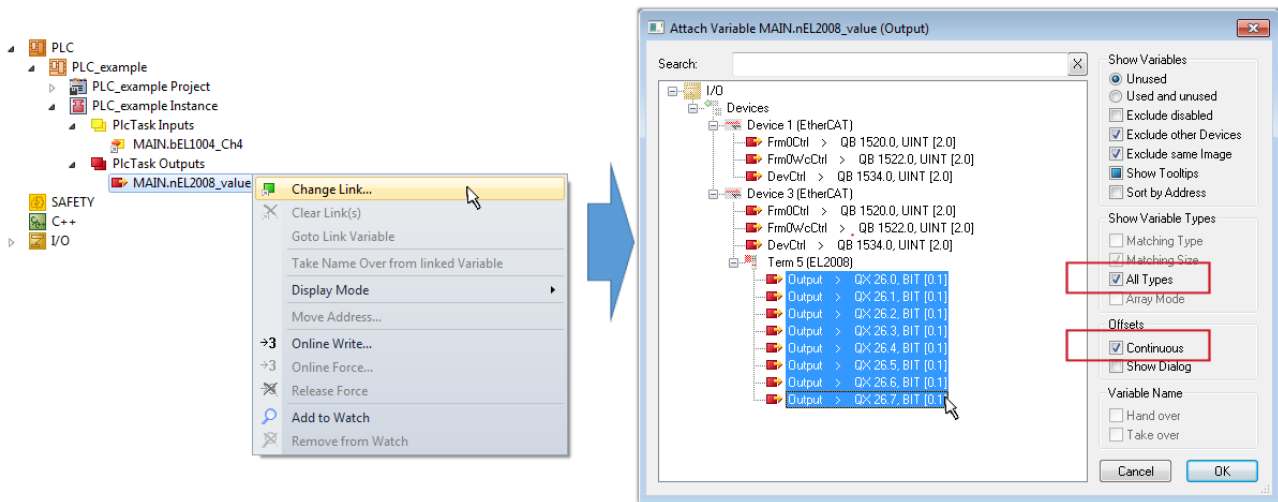 PLC
PLC_example
PLC_example Project
PLC_example Instance
PlcTask Inputs
MAIN.bEL1004_Ch4
PlcTask Outputs
MAIN.nEL2008_value
SAFETY
C++
I/O
Change Link...
Clear Link(s)
Goto Link Variable
Take Name Over from linked Variable
Display Mode
Move Address...
Online Write...
Online Force...
Release Force
Add to Watch
Remove from Watch
Attach Variable MAIN.nEL2008_value (Output)
Search:
I/O
Devices
Device 1 (EtherCAT)
Frm0Ctrl > QB 1520.0, UINT [2.0]
Frm0WcCtrl > QB 1522.0, UINT [2.0]
DevCtrl > QB 1534.0, UINT [2.0]
Device 3 (EtherCAT)
Frm0Ctrl > QB 1520.0, UINT [2.0]
Frm0WcCtrl > QB 1522.0, UINT [2.0]
DevCtrl > QB 1534.0, UINT [2.0]
Term 5 (EL2008)
Output > QX 26.0, BIT [0.1]
Output > QX 26.1, BIT [0.1]
Output > QX 26.2, BIT [0.1]
Output > QX 26.3, BIT [0.1]
Output > QX 26.4, BIT [0.1]
Output > QX 26.5, BIT [0.1]
Output > QX 26.6, BIT [0.1]
Output > QX 26.7, BIT [0.1]
Show Variables
Unused
Used and unused
Exclude disabled
Exclude other Devices
Exclude same Image
Show Tooltips
Sort by Address
Show Variable Types
Matching Type
Matching Size
All Types
Array Mode
Offsets
Continuous
Show Dialog
Variable Name
Hand over
Take over
Cancel
OK